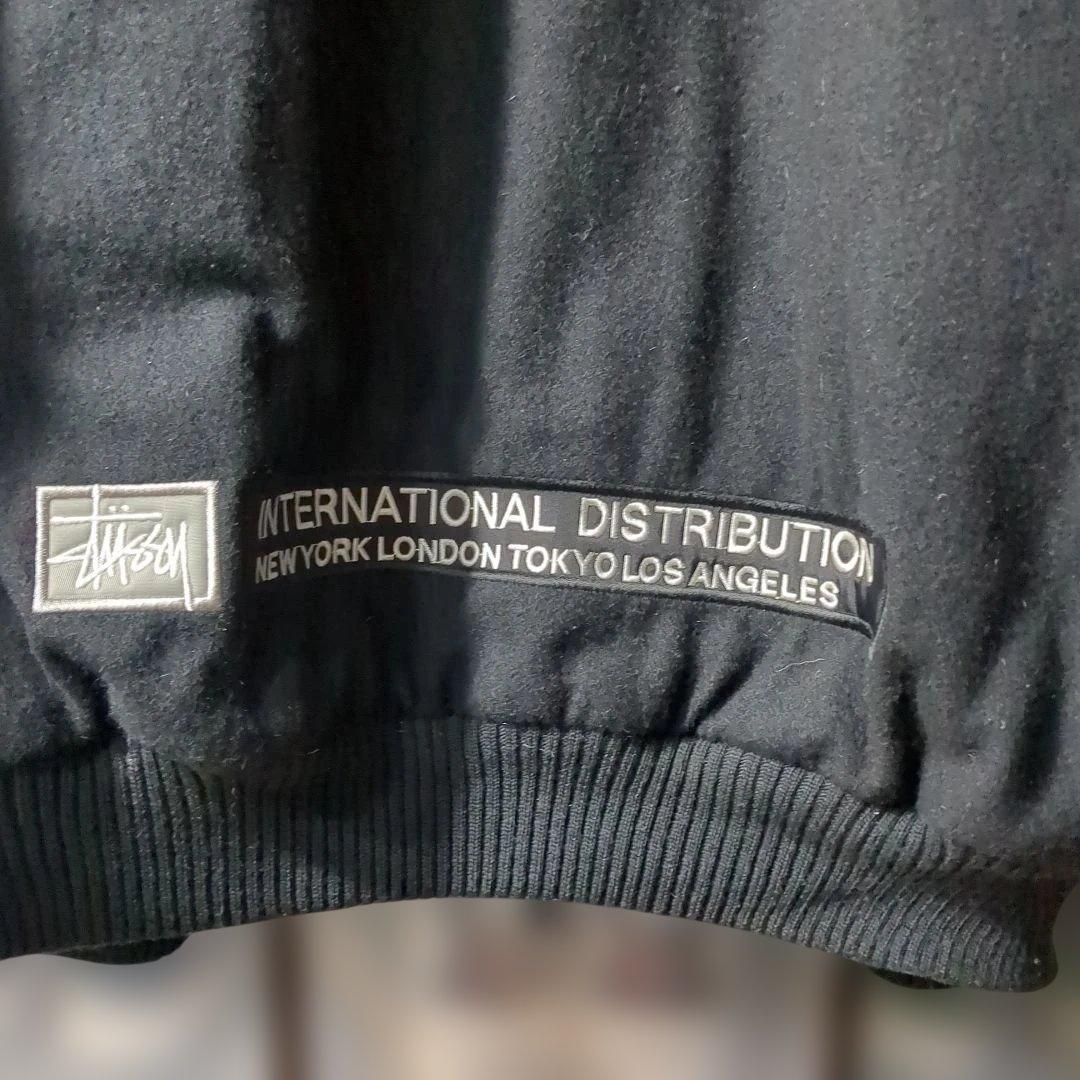 Stüssy
INTERNATIONAL DISTRIBUTION
NEW YORK LONDON TOKYO LOS ANGELES